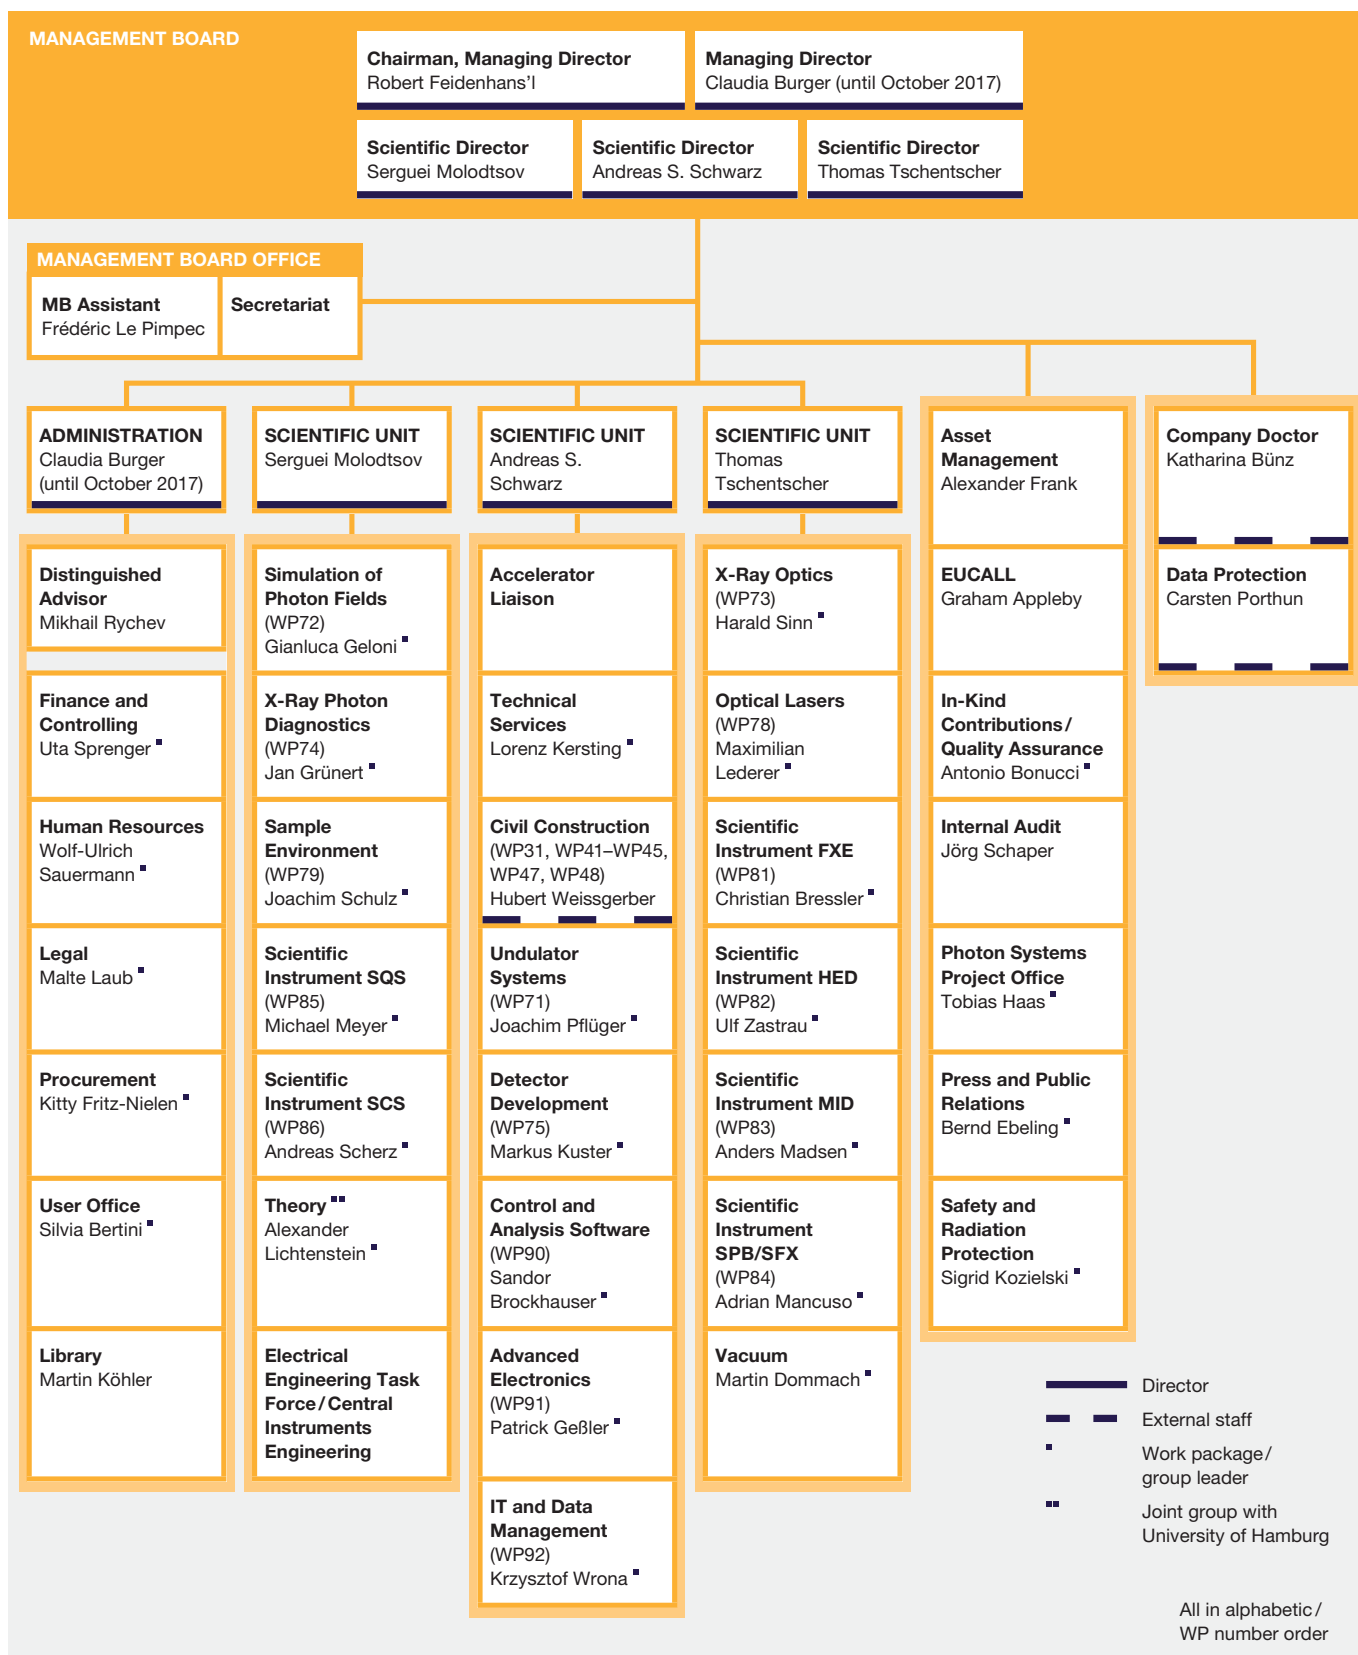 MANAGEMENT BOARD
Chairman, Managing Director
Robert Feidenhans'l
Managing Director
Claudia Burger (until October 2017)
Scientific Director
Serguei Molodtsov
Scientific Director
Andreas S. Schwarz
Scientific Director
Thomas Tschentscher
MANAGEMENT BOARD OFFICE
MB Assistant
Frédéric Le Pimpec
Secretariat
ADMINISTRATION
Claudia Burger
(until October 2017)
Distinguished
Advisor
Mikhail Rychev
Finance and
Controlling
Uta Sprenger
Human Resources
Wolf-Ulrich
Sauermann
Legal
Malte Laub
Procurement
Kitty Fritz-Nielen
User Office
Silvia Bertini
Library
Martin Köhler
SCIENTIFIC UNIT
Serguei Molodtsov
Simulation of
Photon Fields
(WP72)
Gianluca Geloni
X-Ray Photon
Diagnostics
(WP74)
Jan Grünert
Sample
Environment
(WP79)
Joachim Schulz
Scientific
Instrument SQS
(WP85)
Michael Meyer
Scientific
Instrument SCS
(WP86)
Andreas Scherz
Theory
Alexander
Lichtenstein
Electrical
Engineering Task
Force/Central
Instruments
Engineering
SCIENTIFIC UNIT
Andreas S.
Schwarz
Accelerator
Liaison
Technical
Services
Lorenz Kersting
Civil Construction
(WP31, WP41–WP45,
WP47, WP48)
Hubert Weissgerber
Undulator
Systems
(WP71)
Joachim Pflüger
Detector
Development
(WP75)
Markus Kuster
Control and
Analysis Software
(WP90)
Sandor
Brockhauser
Advanced
Electronics
(WP91)
Patrick Geßler
IT and Data
Management
(WP92)
Krzysztof Wrona
SCIENTIFIC UNIT
Thomas
Tschentscher
X-Ray Optics
(WP73)
Harald Sinn
Optical Lasers
(WP78)
Maximilian
Lederer
Scientific
Instrument FXE
(WP81)
Christian Bressler
Scientific
Instrument HED
(WP82)
Ulf Zastrau
Scientific
Instrument MID
(WP83)
Anders Madsen
Scientific
Instrument
SPB/SFX
(WP84)
Adrian Mancuso
Vacuum
Martin Dommach
Asset
Management
Alexander Frank
EUCALL
Graham Appleby
In-Kind
Contributions/
Quality Assurance
Antonio Bonucci
Internal Audit
Jörg Schaper
Photon Systems
Project Office
Tobias Haas
Press and Public
Relations
Bernd Ebeling
Safety and
Radiation
Protection
Sigrid Kozielski
Company Doctor
Katharina Bünz
Data Protection
Carsten Porthun
Director
External staff
Work package/
group leader
Joint group with
University of Hamburg
All in alphabetic/
WP number order